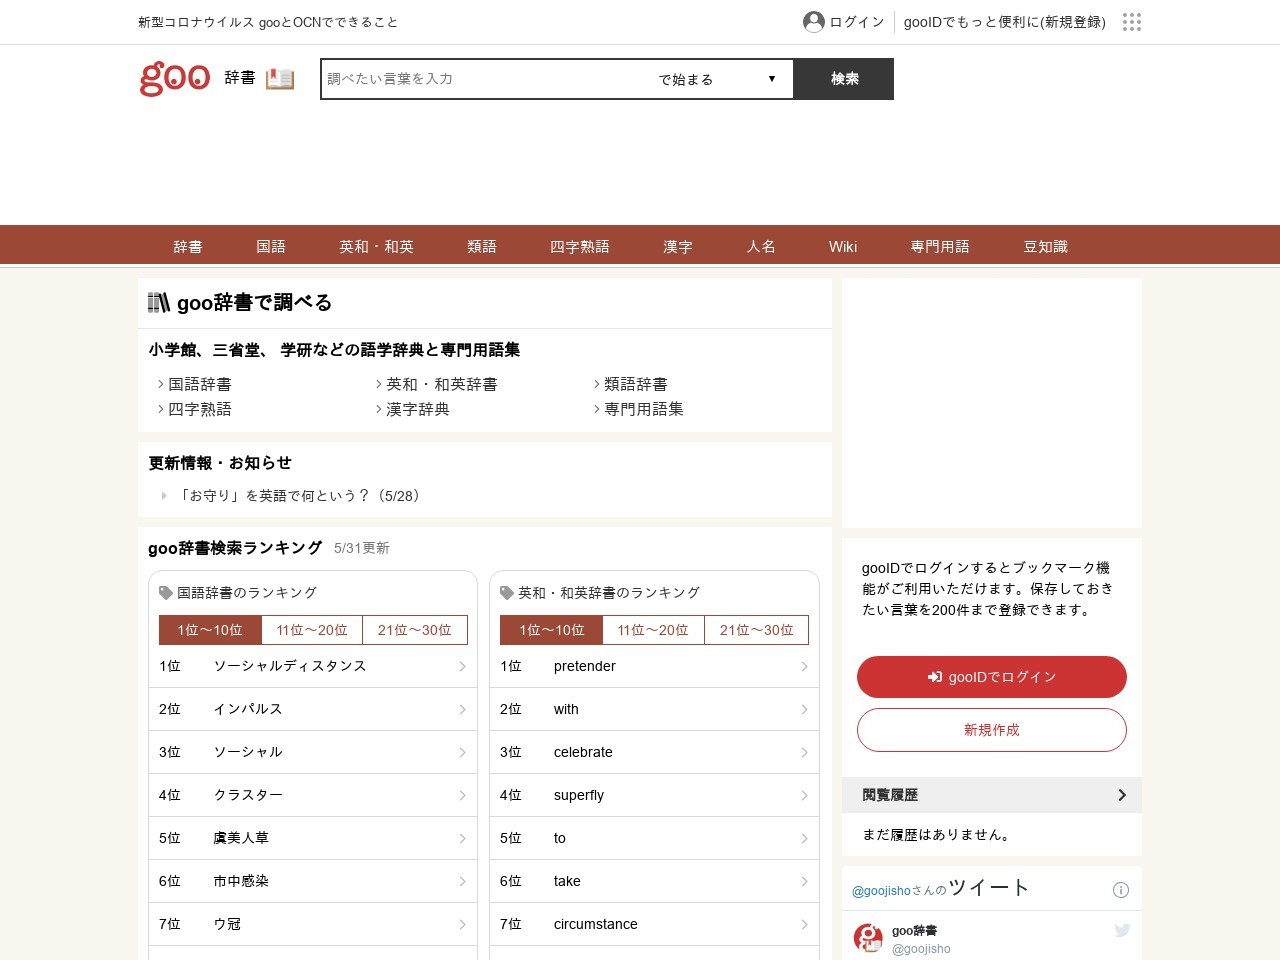 新型コロナウイルス gooとOCNでできること
ログイン
gooIDでもっと便利に(新規登録)
goo 辞書
調べたい言葉を入力
で始まる
検索
辞書 国語 英和・和英 類語 四字熟語 漢字 人名 Wiki 専門用語 豆知識
goo辞書で調べる
小学館、三省堂、 学研などの語学辞典と専門用語集
国語辞書 英和・和英辞書 類語辞書
四字熟語 漢字辞典 専門用語集
更新情報・お知らせ
「お守り」を英語で何という？（5/28）
goo辞書検索ランキング 5/31更新
国語辞書のランキング
1位〜10位 11位〜20位 21位〜30位
1位 ソーシャルディスタンス
2位 インパルス
3位 ソーシャル
4位 クラスター
5位 虞美人草
6位 市中感染
7位 ウ冠
英和・和英辞書のランキング
1位〜10位 11位〜20位 21位〜30位
1位 pretender
2位 with
3位 celebrate
4位 superfly
5位 to
6位 take
7位 circumstance
gooIDでログインするとブックマーク機
能がご利用いただけます。保存しておき
たい言葉を200件まで登録できます。
gooIDでログイン
新規作成
閲覧履歴
まだ履歴はありません。
@goojishoさんのツイート
goo辞書
@goojisho